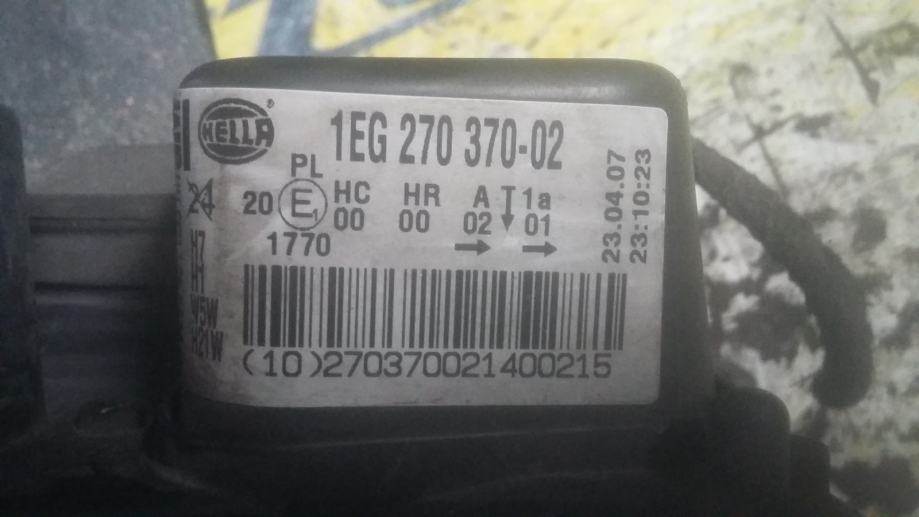 HELLA
®
1EG 270 370-02
PL
20 E1 HC HR A 1a
00 00 02 01
1770
23.04.07
23:10:23
24
H7
H1
W5W
H21W
(10)270370021400215